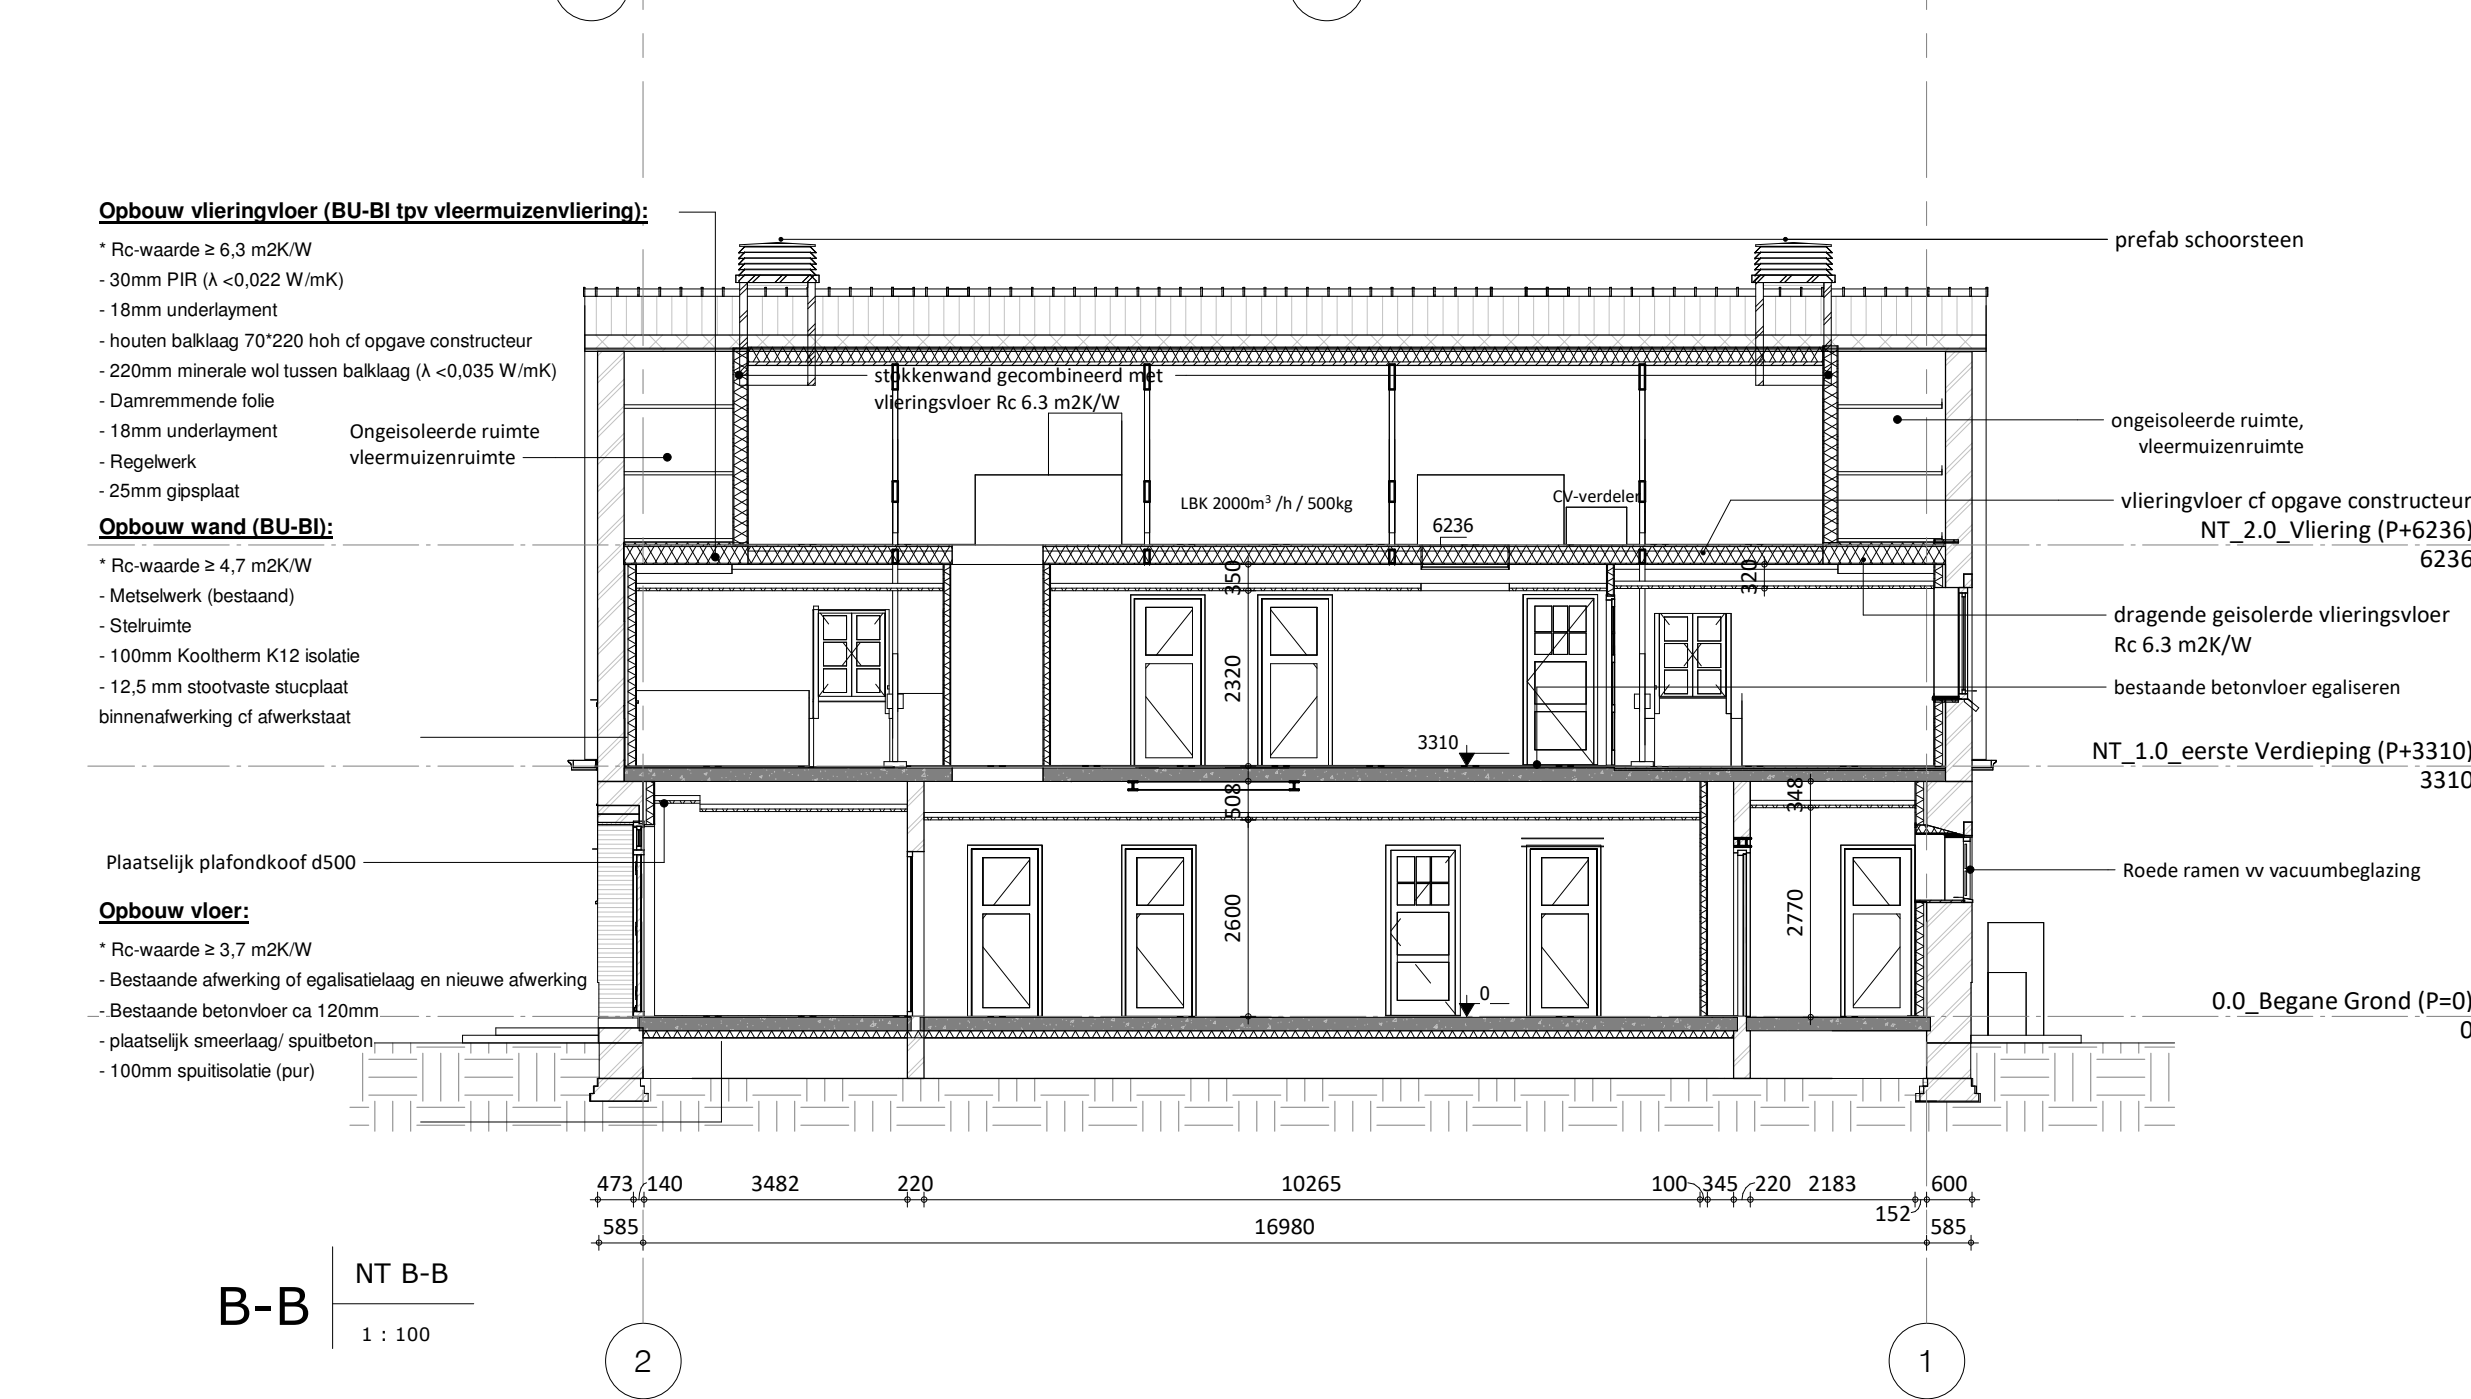 Opbouw vlieringvloer (BU-BI tpv vleermuizenvliering):
* Rc-waarde ≥ 6,3 m2K/W
- 30mm PIR (λ <0,022 W/mK)
- 18mm underlayment
- houten balklaag 70*220 hoh cf opgave constructeur
- 220mm minerale wol tussen balklaag (λ <0,035 W/mK)
- Damremmende folie
- 18mm underlayment
- Regelwerk
- 25mm gipsplaat
Opbouw wand (BU-BI):
* Rc-waarde ≥ 4,7 m2K/W
- Metselwerk (bestaand)
- Stelruimte
- 100mm Kooltherm K12 isolatie
- 12,5 mm stootvaste stucplaat
binnenafwerking cf afwerkstaat
Plaatselijk plafondkoof d500
Opbouw vloer:
* Rc-waarde ≥ 3,7 m2K/W
- Bestaande afwerking of egalisatielaag en nieuwe afwerking
- Bestaande betonvloer ca 120mm
- plaatselijk smeerlaag/ spuitbeton
- 100mm spuitisolatie (pur)
Ongeisoleerde ruimte
vleermuizenruimte
stokkenwand gecombineerd met
vlieringsvloer Rc 6.3 m2K/W
LBK 2000m³ /h / 500kg
CV-verdeler
6236
350
320
2320
3310
508
348
2600
2770
0
prefab schoorsteen
ongeisoleerde ruimte,
vleermuizenruimte
vlieringvloer cf opgave constructeur
NT_2.0_Vliering (P+6236)
6236
dragende geisolerde vlieringsvloer
Rc 6.3 m2K/W
bestaande betonvloer egaliseren
NT_1.0_eerste Verdieping (P+3310)
3310
Roede ramen vv vacuumbeglazing
0.0_Begane Grond (P=0)
0
473 140 3482 220 10265 100 345 220 2183 600
152
585 16980 585
B-B
NT B-B
1 : 100
2
1